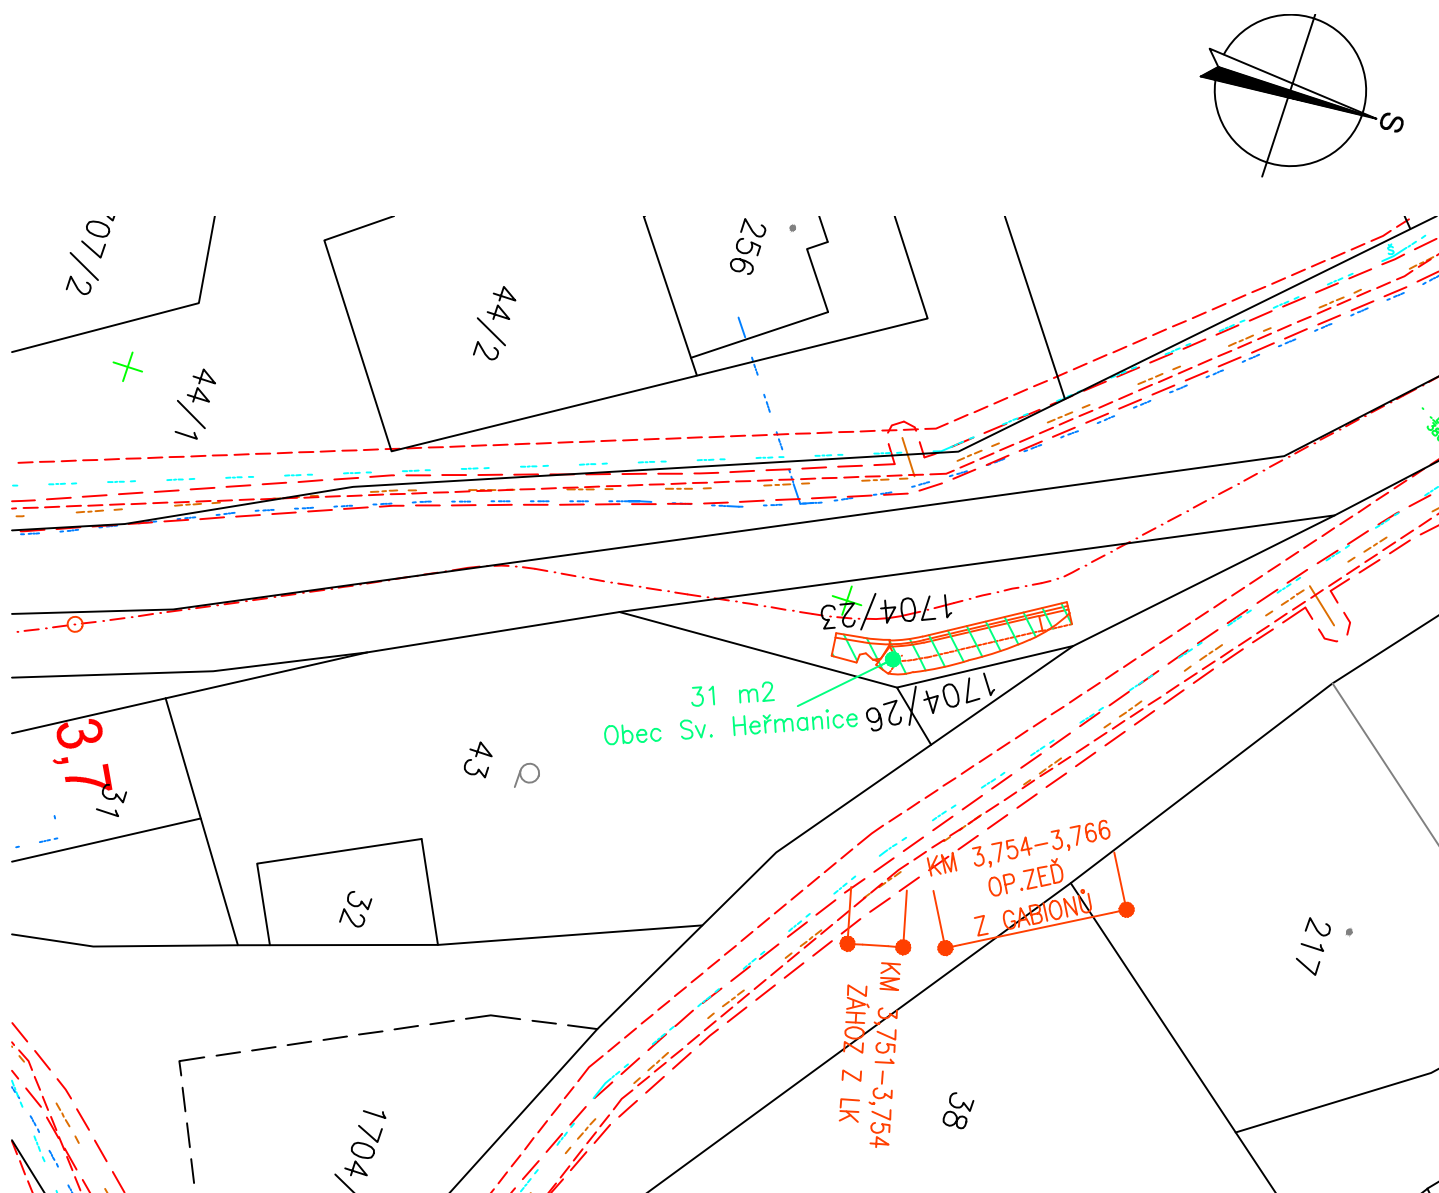 S
707/2
256
44/2
44/1
Š
1704/23
1704/26
31 m2
Obec Sv. Heřmanice
3,7
31
43
32
KM 3,754-3,766
OP.ZEĎ
Z GABIONŮ
KM 3,751-3,754
ZÁHOZ Z LK
217
38
1704/